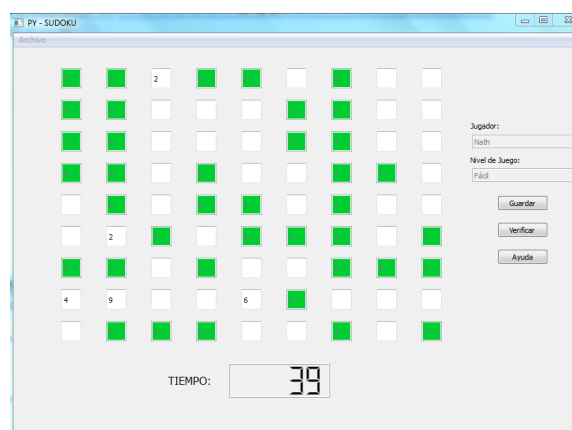 PY - SUDOKU
Archivo
2
Jugador:
Nath
Nivel de Juego:
Fácil
Guardar
2
Verificar
Ayuda
4 9 6
TIEMPO: 39